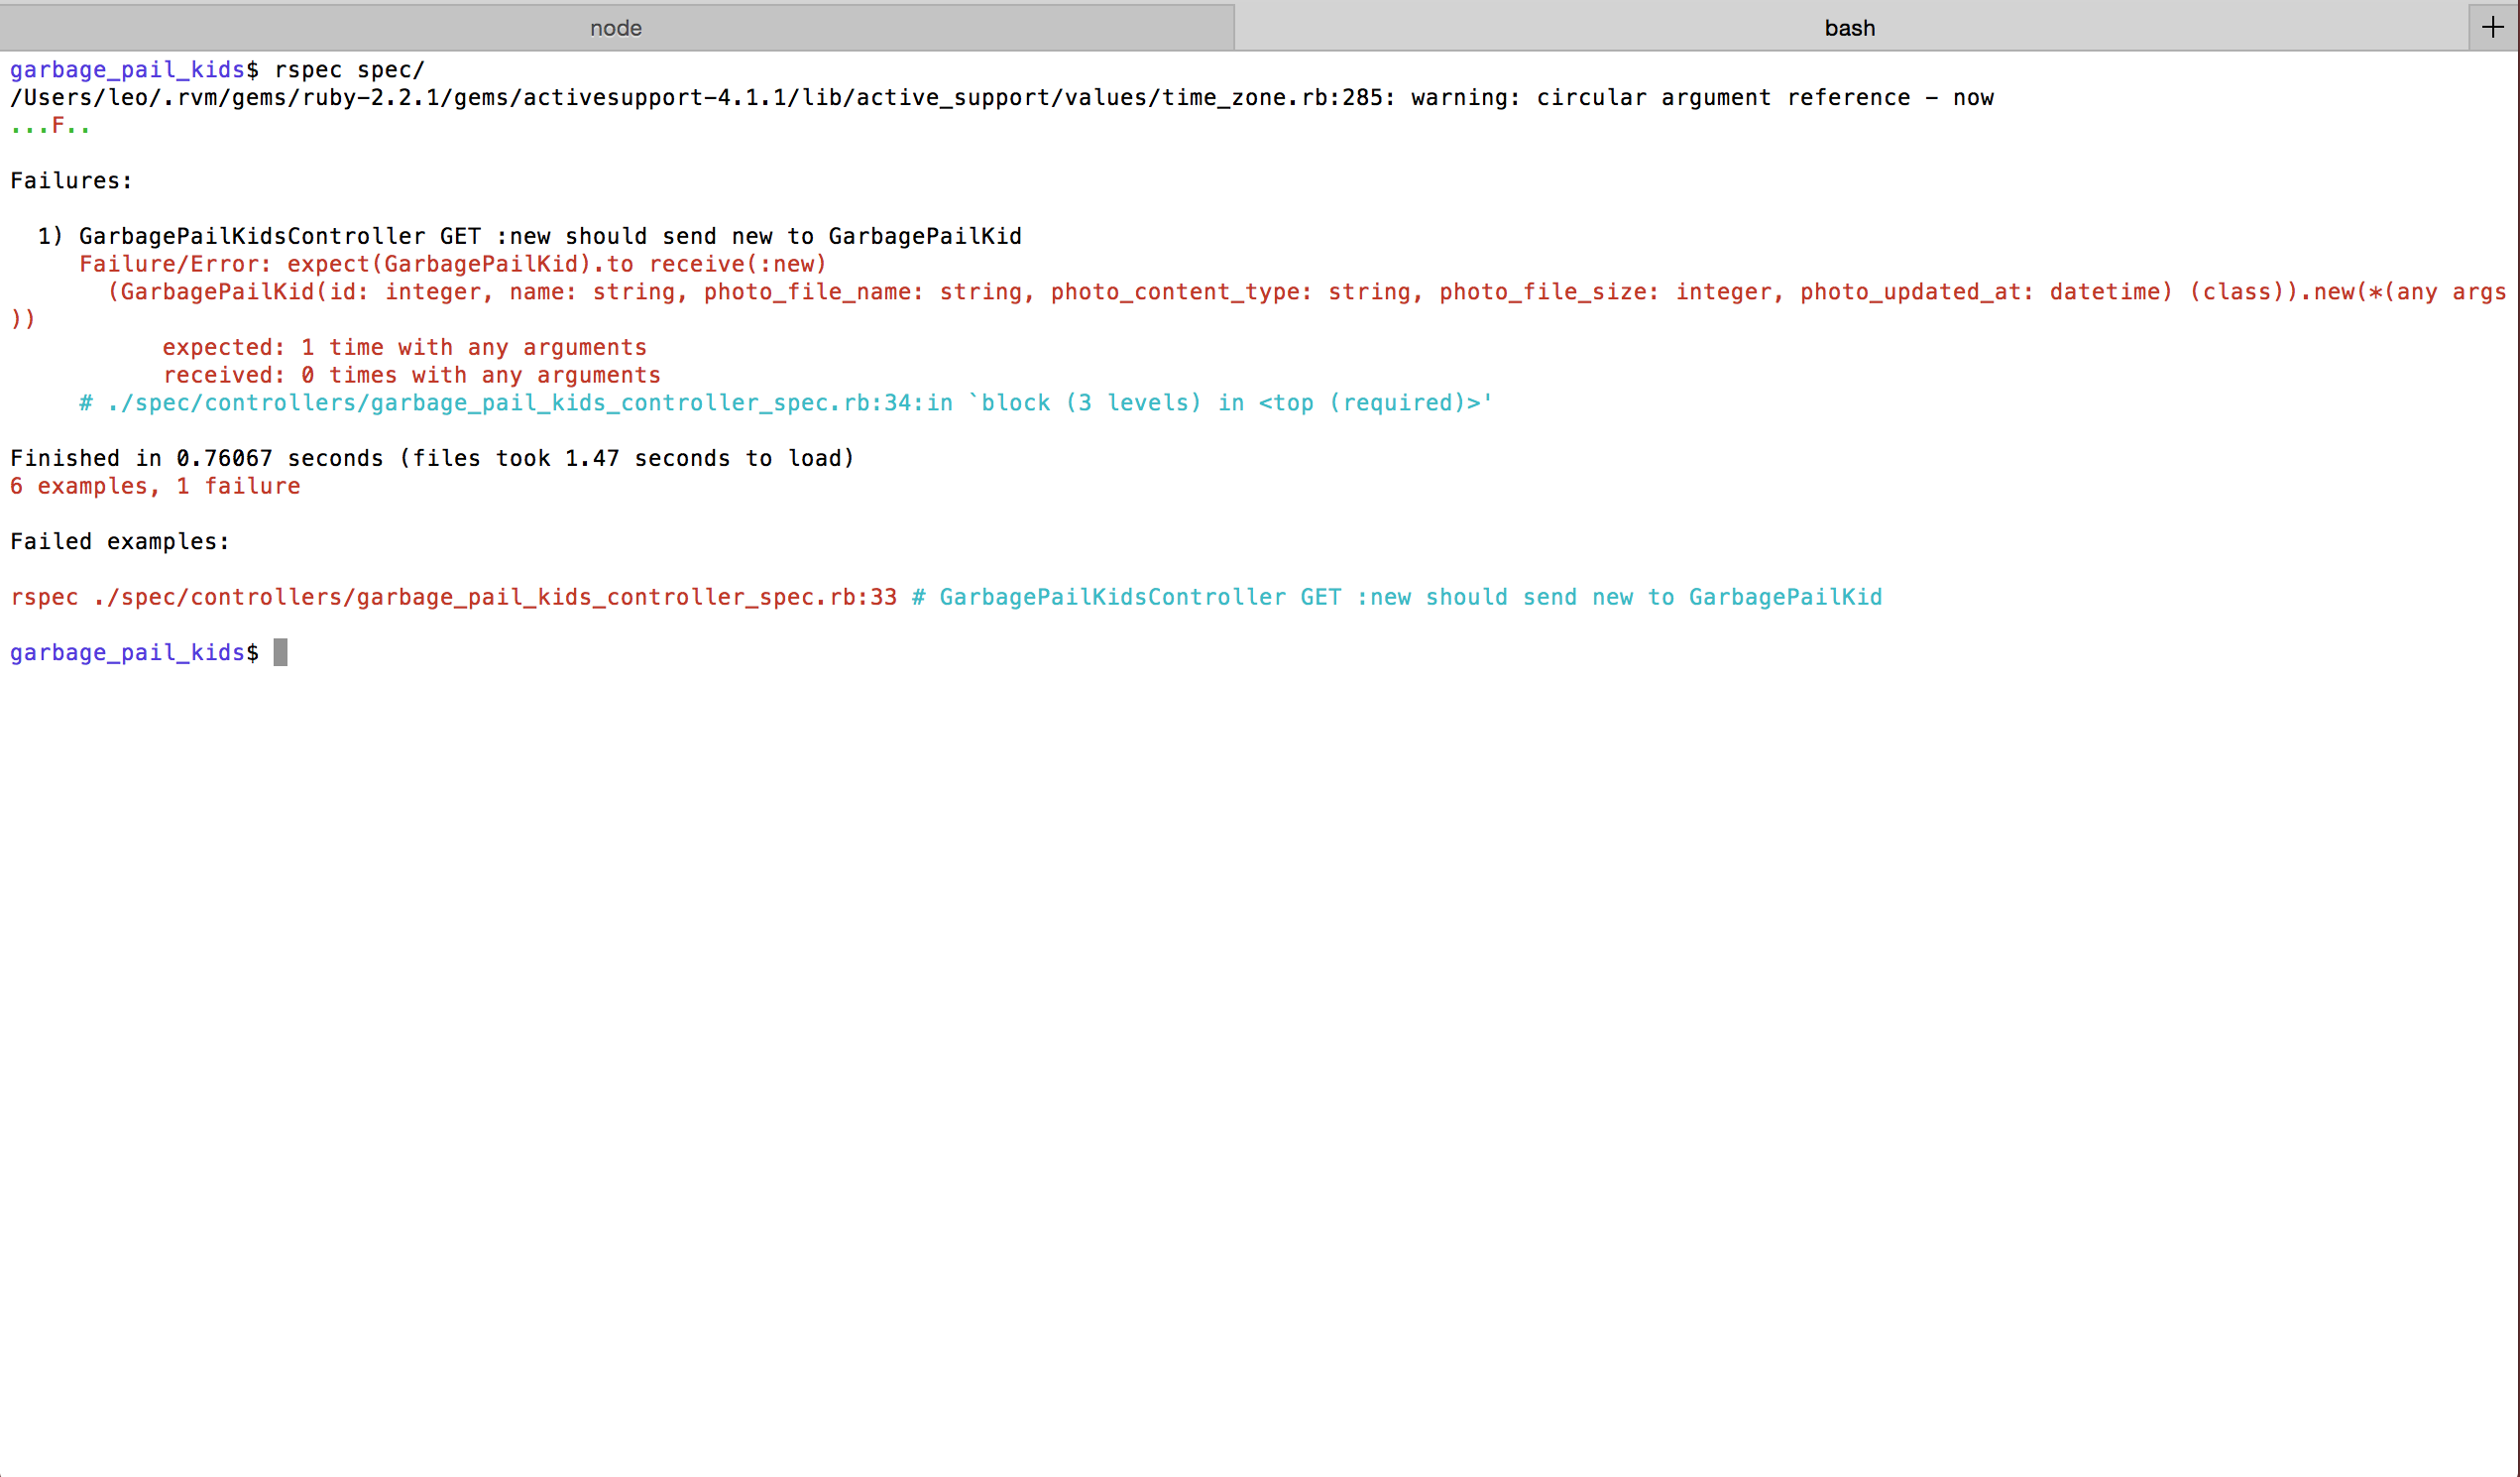 node
bash
+
garbage_pail_kids$ rspec spec/
/Users/leo/.rvm/gems/ruby-2.2.1/gems/activesupport-4.1.1/lib/active_support/values/time_zone.rb:285: warning: circular argument reference - now
...F..
Failures:
1) GarbagePailKidsController GET :new should send new to GarbagePailKid
Failure/Error: expect(GarbagePailKid).to receive(:new)
(GarbagePailKid(id: integer, name: string, photo_file_name: string, photo_content_type: string, photo_file_size: integer, photo_updated_at: datetime) (class)).new(*(any args
))
expected: 1 time with any arguments
received: 0 times with any arguments
# ./spec/controllers/garbage_pail_kids_controller_spec.rb:34:in `block (3 levels) in <top (required)>'
Finished in 0.76067 seconds (files took 1.47 seconds to load)
6 examples, 1 failure
Failed examples:
rspec ./spec/controllers/garbage_pail_kids_controller_spec.rb:33 # GarbagePailKidsController GET :new should send new to GarbagePailKid
garbage_pail_kids$